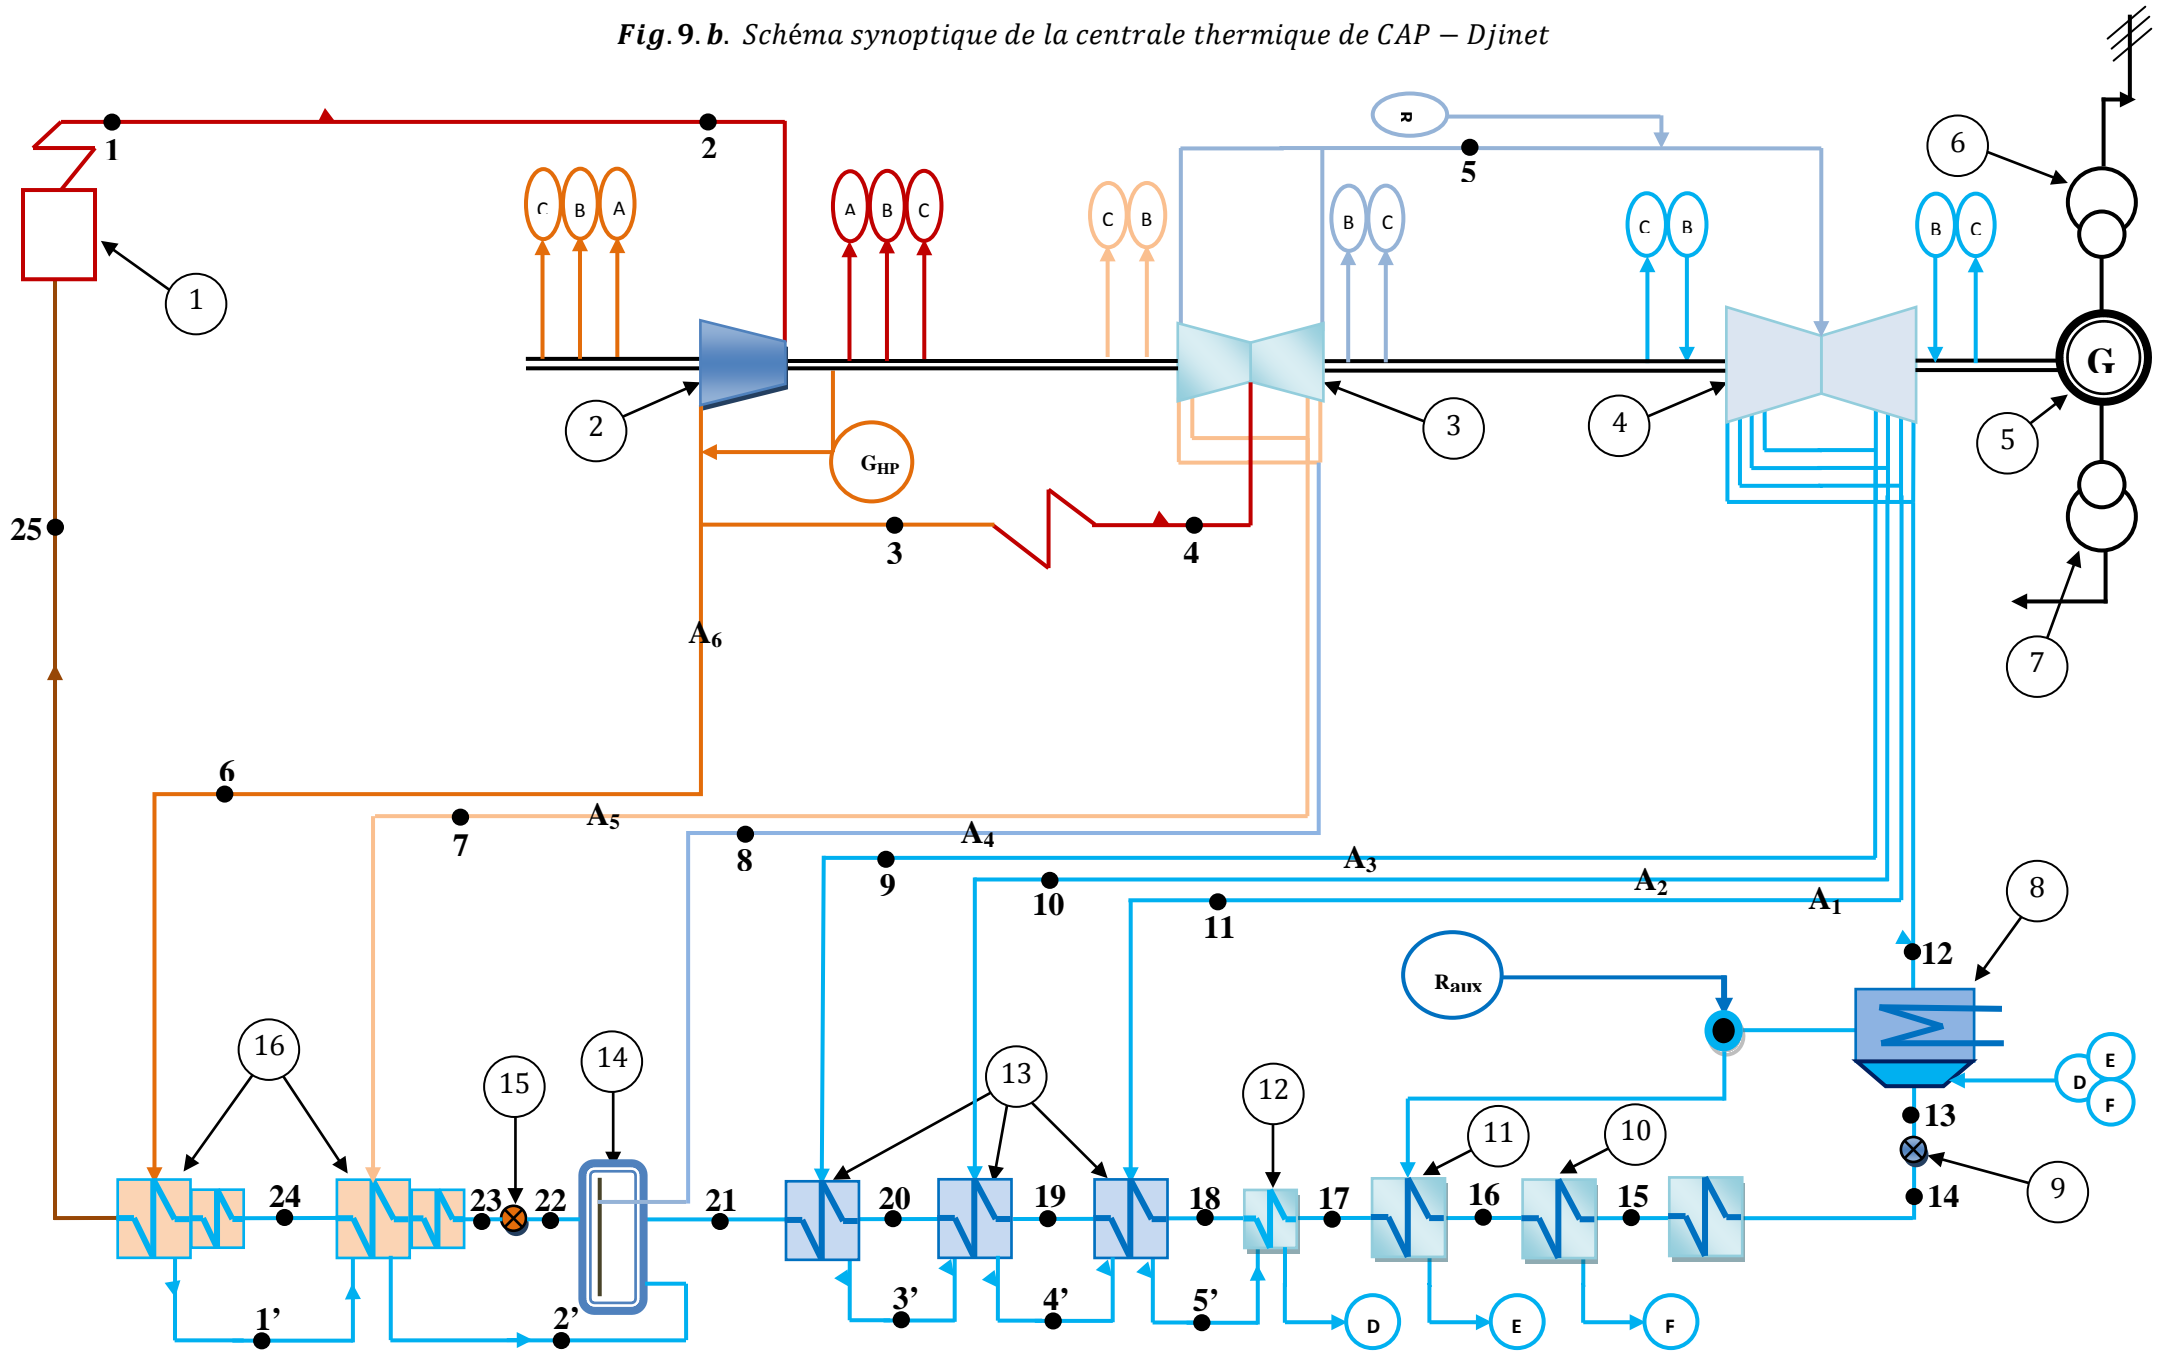 Fig.9.b. Schéma synoptique de la centrale thermique de CAP − Djinet
1
2
R
5
6
C B A
A B C
C B
B C
C B
B C
1
2
G_HP
3
4
5
G
3
4
25
7
A₆
6
7
A₅
8
A₄
9
A₃
10
A₂
11
A₁
8
12
R_aux
E
D
F
16
15
14
13
12
11
10
13
9
14
24
23
22
21
20
19
18
17
16
15
1’
2’
3’
4’
5’
D
E
F